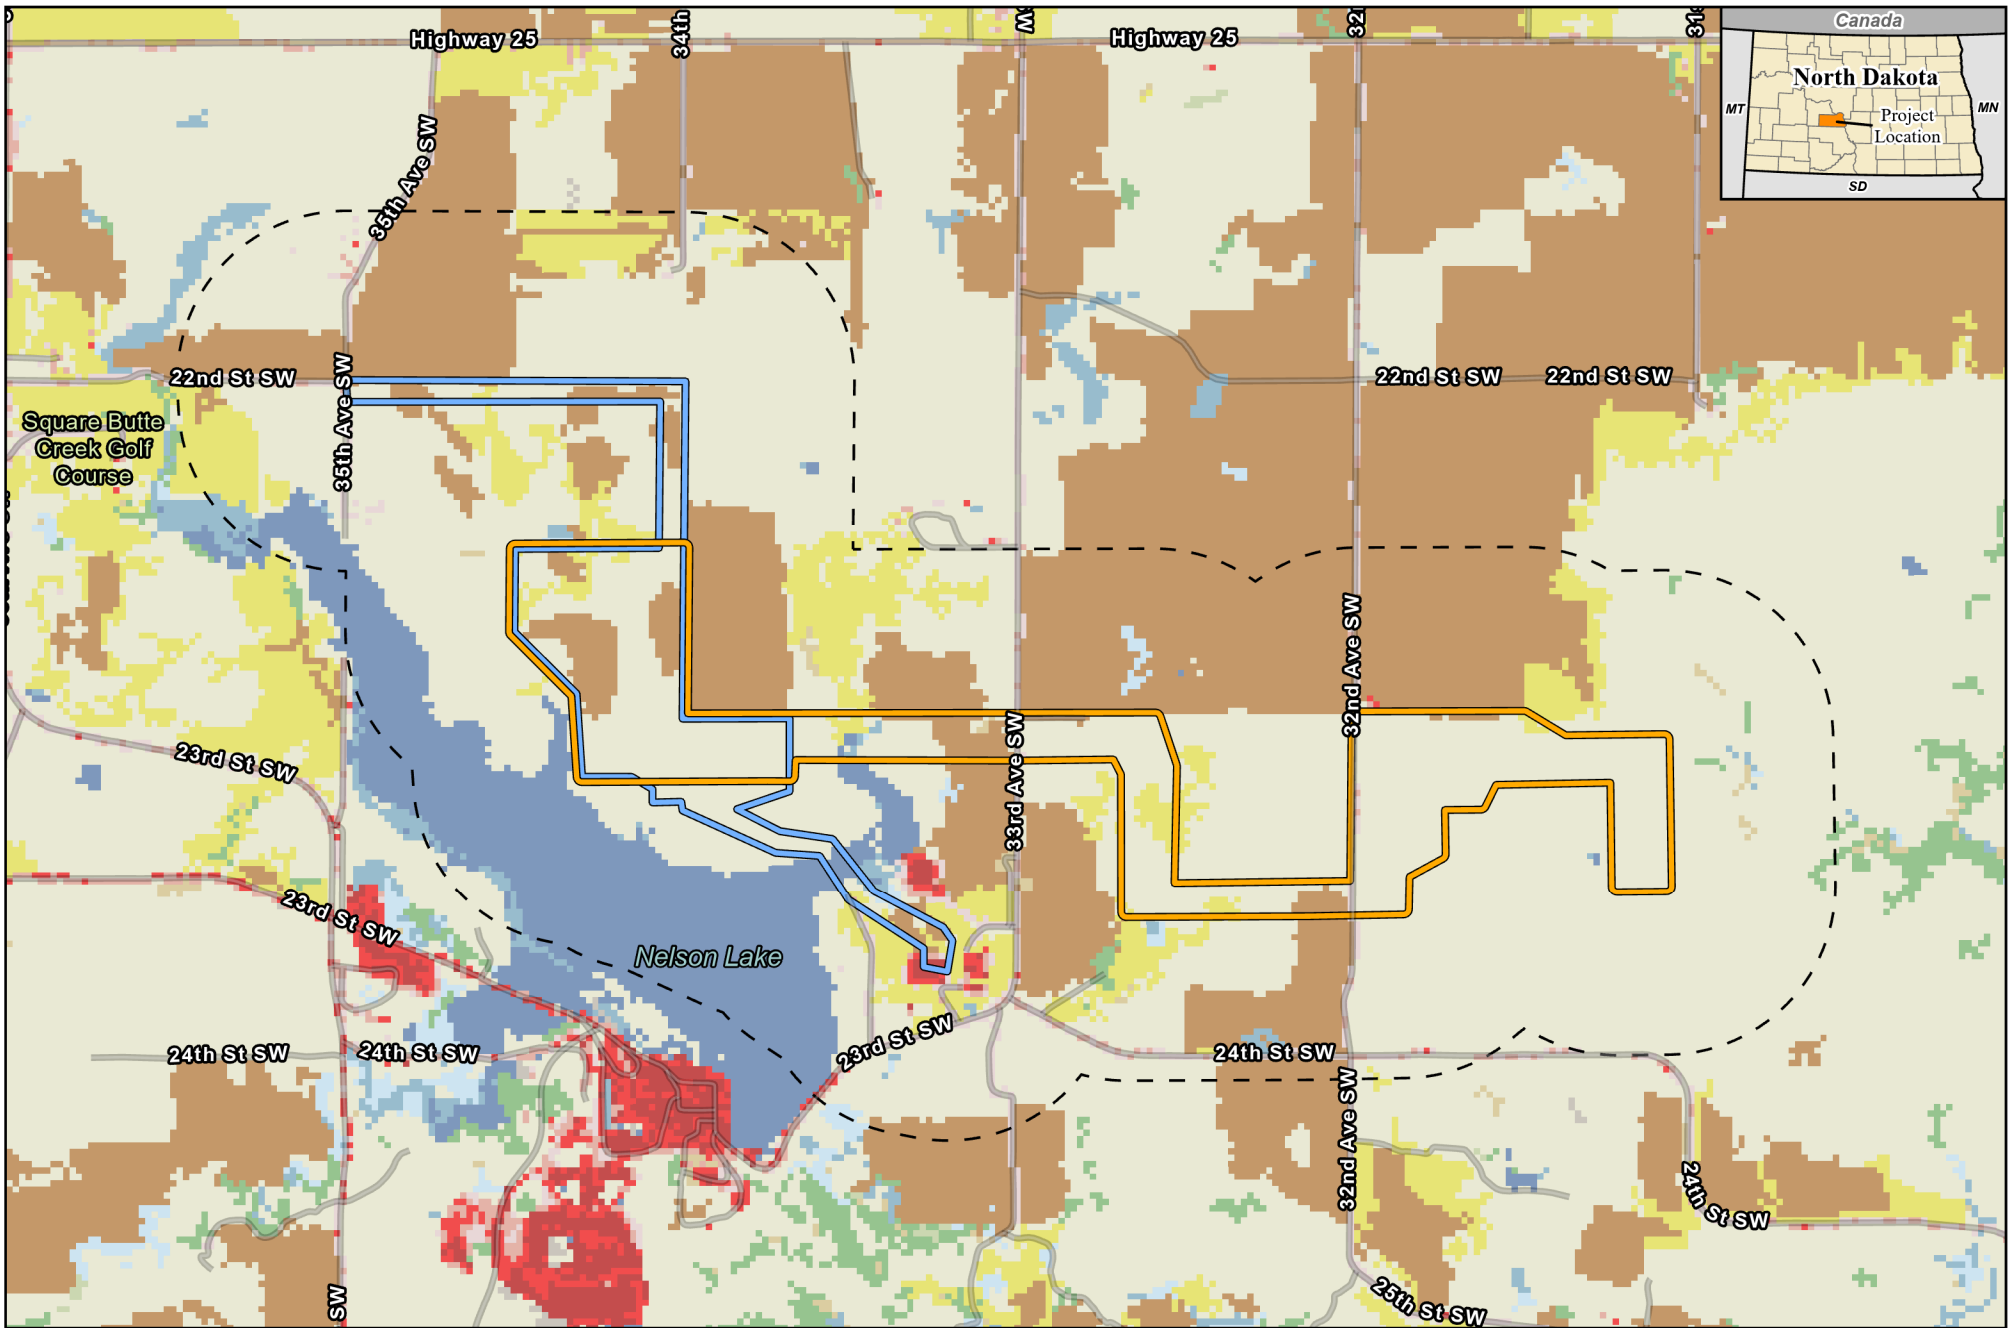 Highway 25
34th
Highway 25
Canada
North Dakota
MT
MN
Project
Location
SD
35th Ave SW
22nd St SW
35th Ave SW
22nd St SW
22nd St SW
Square Butte
Creek Golf
Course
32nd Ave SW
33rd Ave SW
23rd St SW
23rd St SW
Nelson Lake
23rd St SW
24th St SW
24th St SW
24th St SW
32nd Ave SW
24th St SW
SW
25th St SW